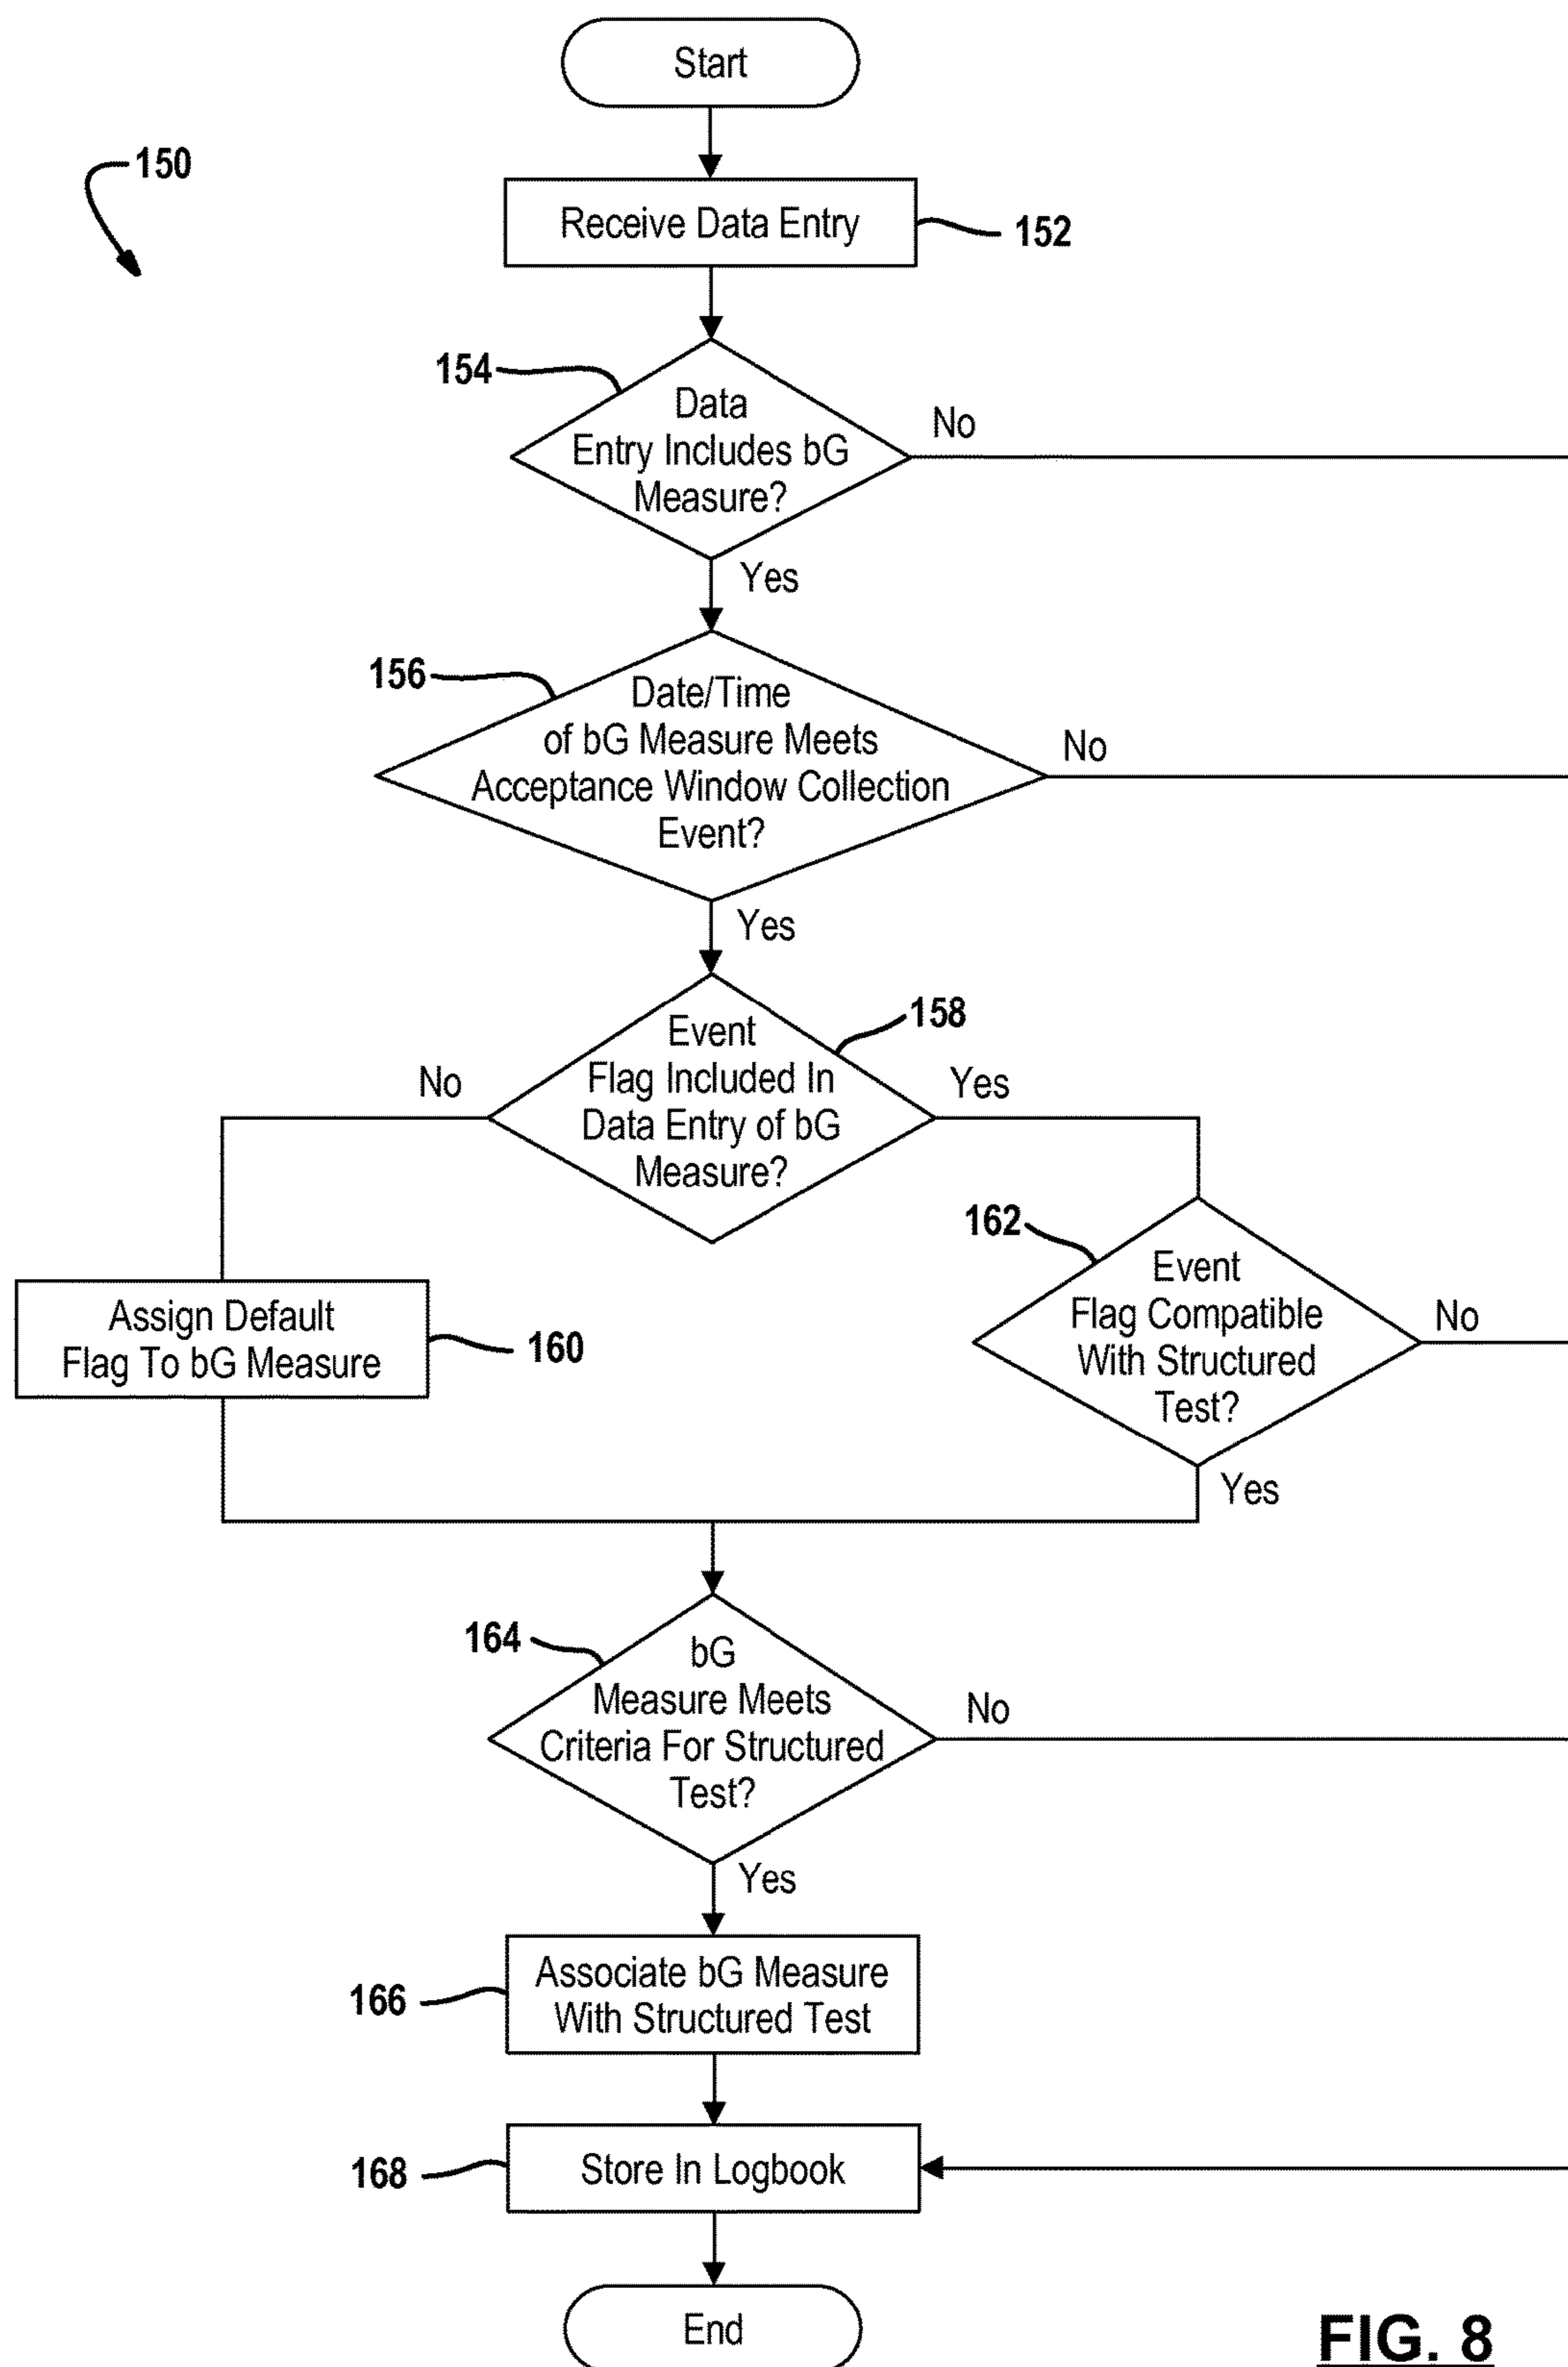 Start
150
Receive Data Entry
152
154
Data
Entry Includes bG
Measure?
No
Yes
156
Date/Time
of bG Measure Meets
Acceptance Window Collection
Event?
No
Yes
158
Event
Flag Included In
Data Entry of bG
Measure?
No
Yes
162
Event
Flag Compatible
With Structured
Test?
No
Yes
Assign Default
Flag To bG Measure
160
164
bG
Measure Meets
Criteria For Structured
Test?
No
Yes
166
Associate bG Measure
With Structured Test
168
Store In Logbook
End
FIG. 8